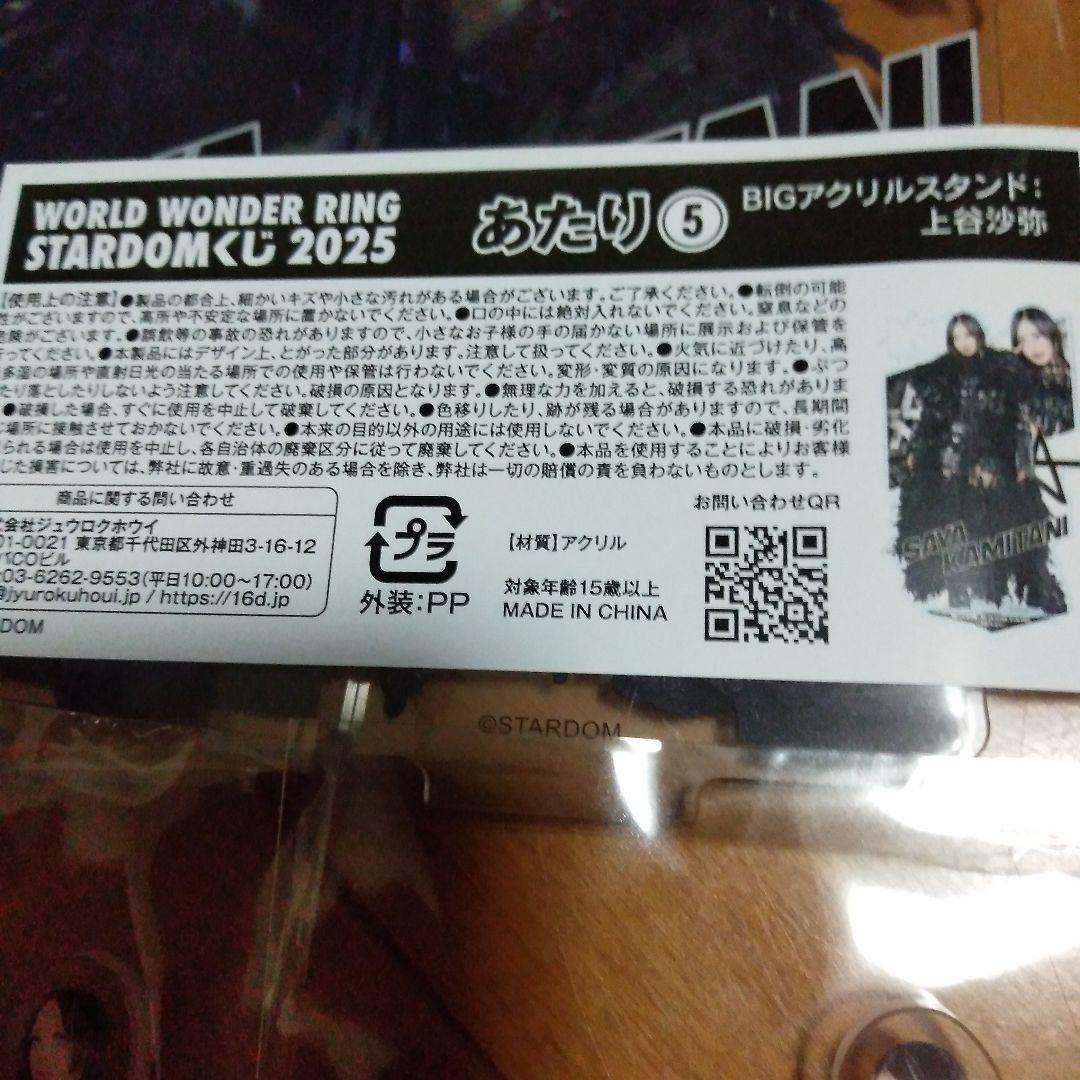 TANI
WORLD WONDER RING
STARDOMくじ 2025
あたり⑤
BIGアクリルスタンド:
上谷沙弥
【使用上の注意】●製品の都合上、細かいキズや小さな汚れがある場合がございます。ご了承ください。●転倒の可能
性がございますので、高所や不安定な場所に置かないでください。●口の中には絶対入れないでください。窒息などの
危険がございます。●誤飲等の事故の恐れがありますので、小さなお子様の手の届かない場所に展示および保管を
行ってください。●本製品にはデザイン上、とがった部分があります。注意して扱ってください。●火気に近づけたり、高
多湿の場所や直射日光の当たる場所での使用や保管は行わないでください。変形・変質の原因になります。●ぶつ
たり落としたりしないよう注意してください。破損の原因となります。●無理な力を加えると、破損する恐れがありま
●破損した場合、すぐに使用を中止して破棄してください。●色移りしたり、跡が残る場合がありますので、長期間
場所に接触させておかないでください。●本来の目的以外の用途には使用しないでください。●本品に破損・劣化
られる場合は使用を中止し、各自治体の廃棄区分に従って廃棄してください。●本品を使用することによりお客様
じた損害については、弊社に故意・重過失のある場合を除き、弊社は一切の賠償の責を負わないものとします。
商品に関する問い合わせ
式会社ジュウロクホウイ
01-0021 東京都千代田区外神田3-16-12
COビル
03-6262-9553(平日10:00～17:00)
@jyurokuhoui.jp / https://16d.jp
DOM
プラ
外装:PP
【材質】アクリル
対象年齢15歳以上
MADE IN CHINA
お問い合わせQR
SAYA
KAMITANI
©STARDOM